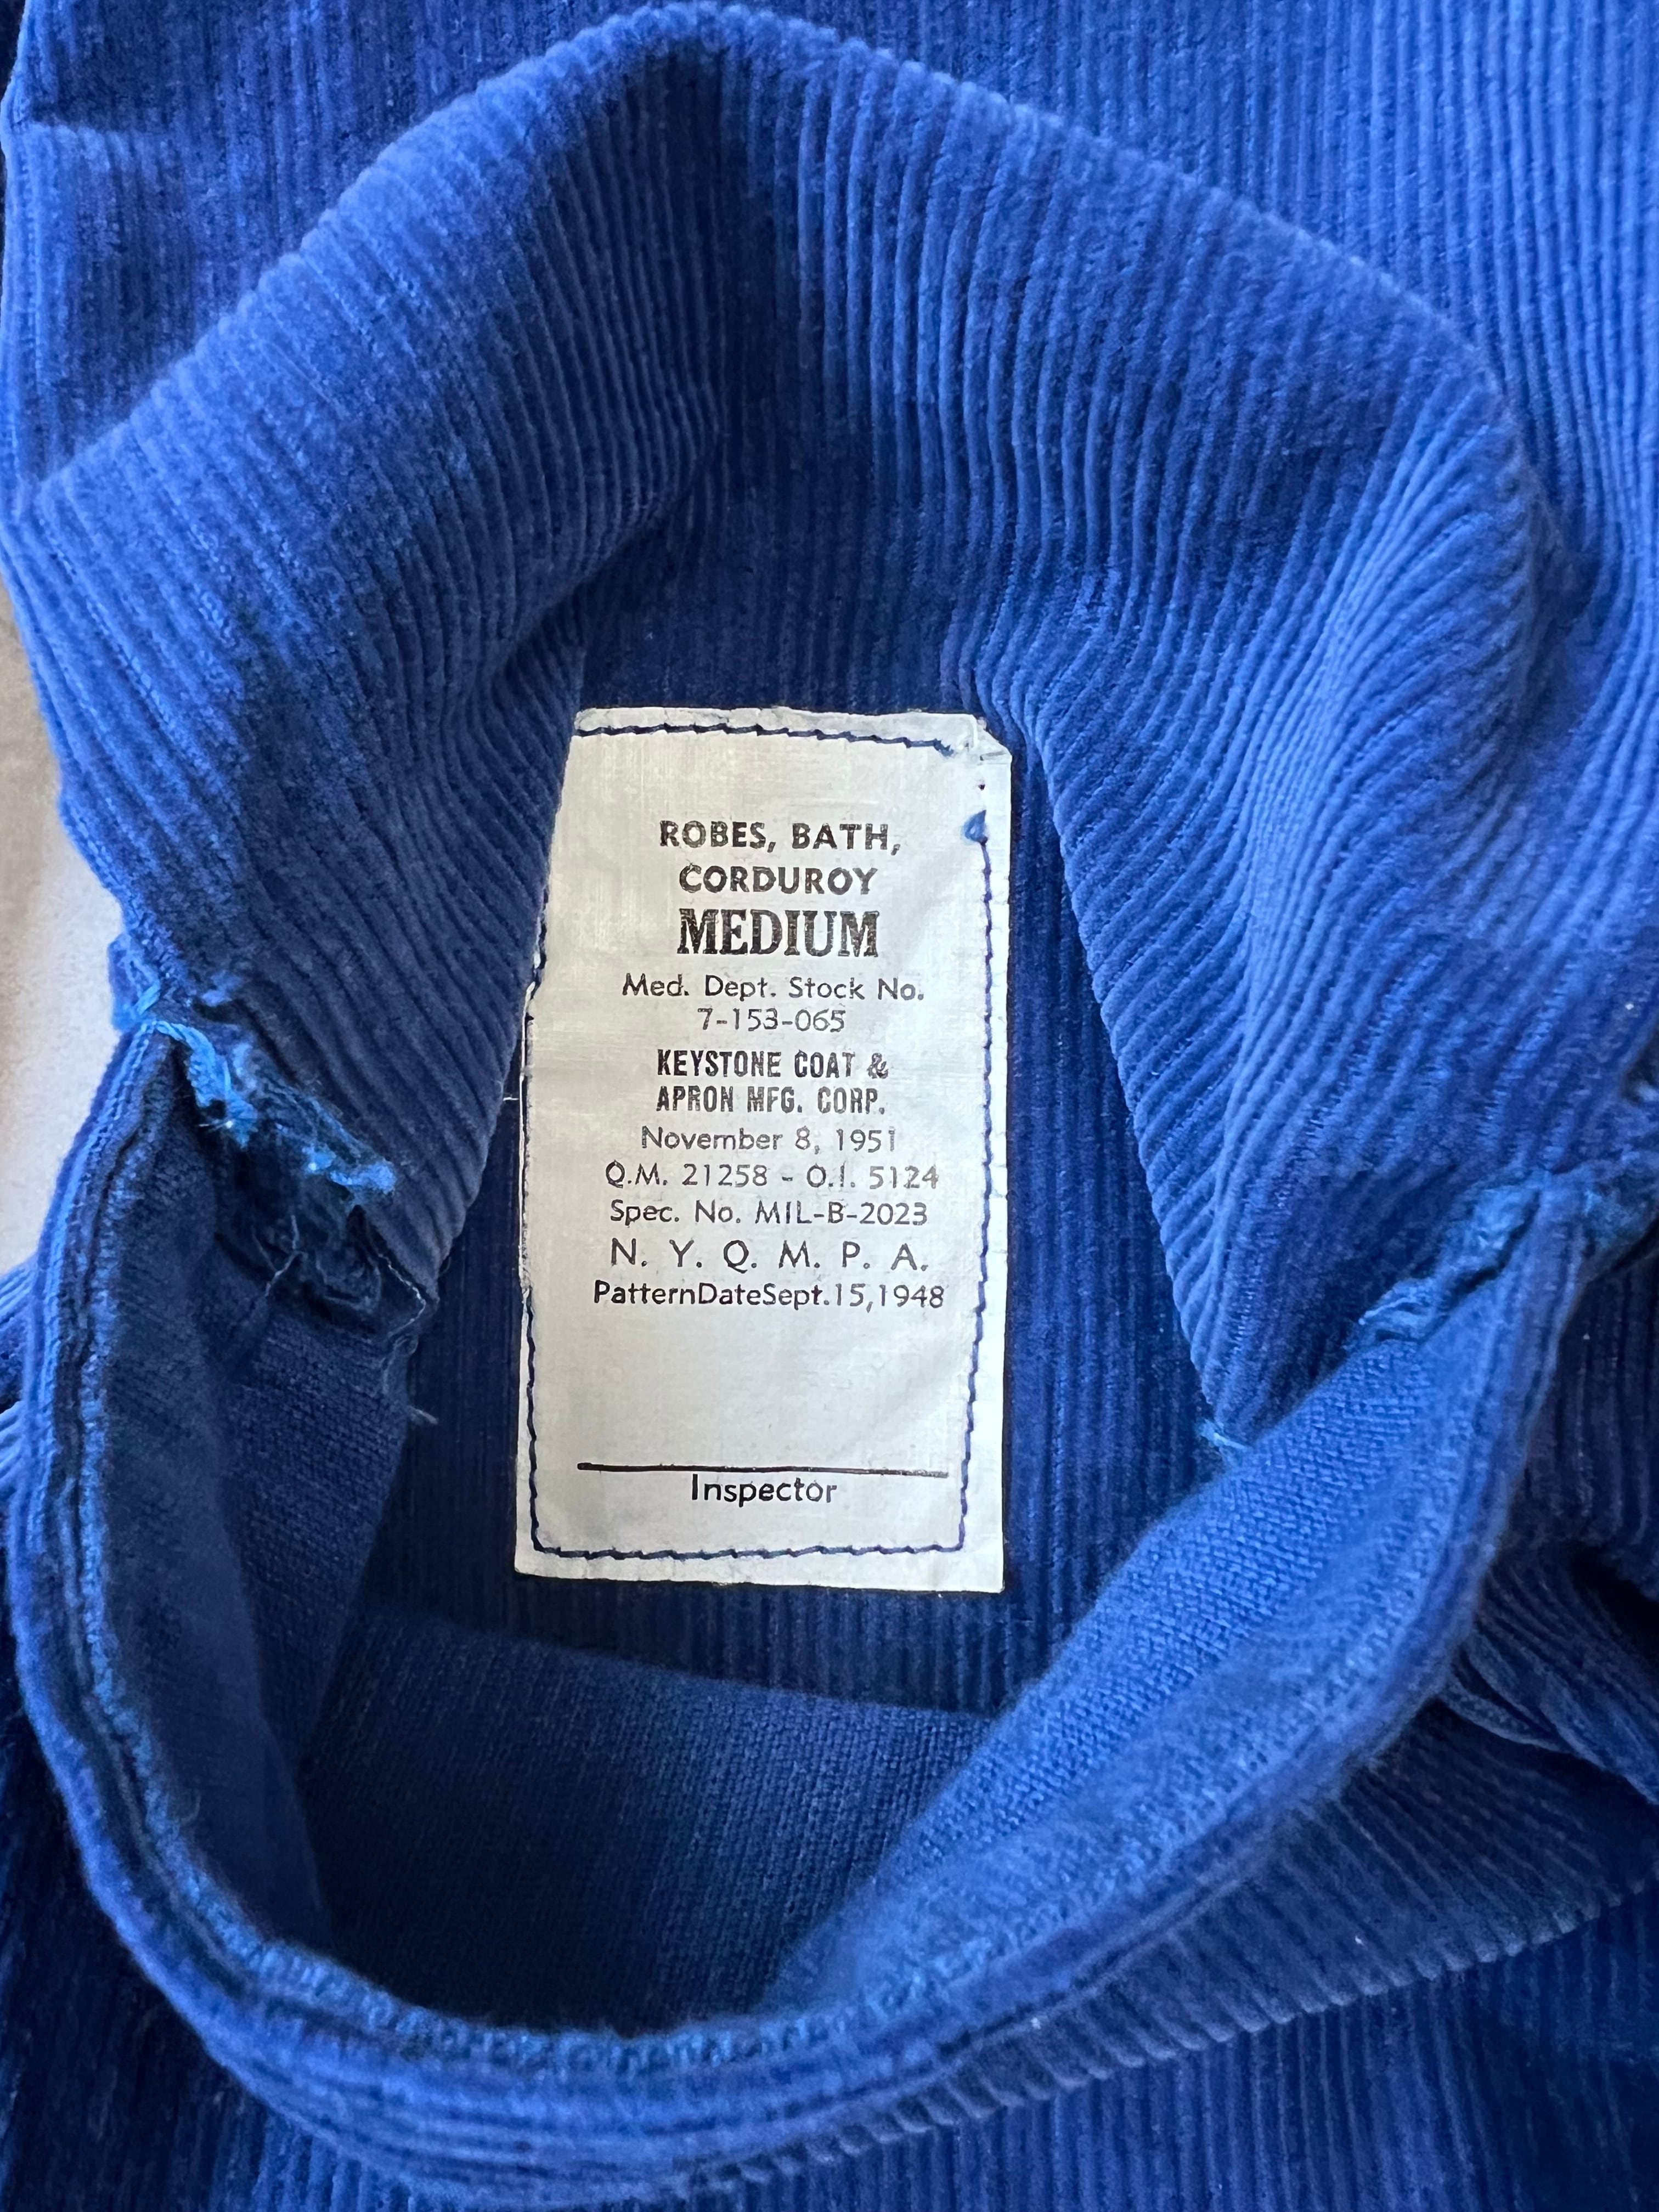 ROBES, BATH,
CORDUROY
MEDIUM
Med. Dept. Stock No.
7-153-065
KEYSTONE COAT &
APRON MFG. CORP.
November 8, 1951
Q.M. 21258 - O.I. 5124
Spec. No. MIL-B-2023
N. Y. Q. M. P. A.
PatternDateSept.15,1948
Inspector